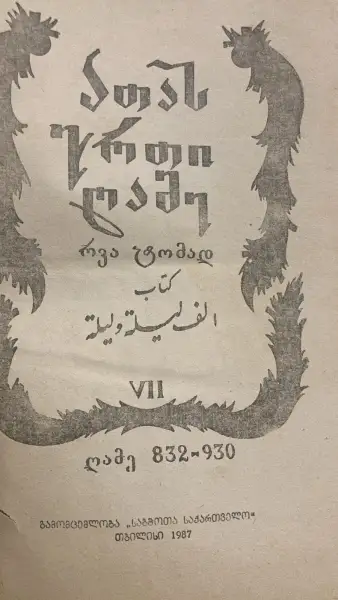 ათას
ერთი
ღამე
რვა ტომად
كتاب
الف ليلة وليلة
VII
ღამე 832-930
გამომცემლობა „საბჭოთა საქართველო“
თბილისი 1987